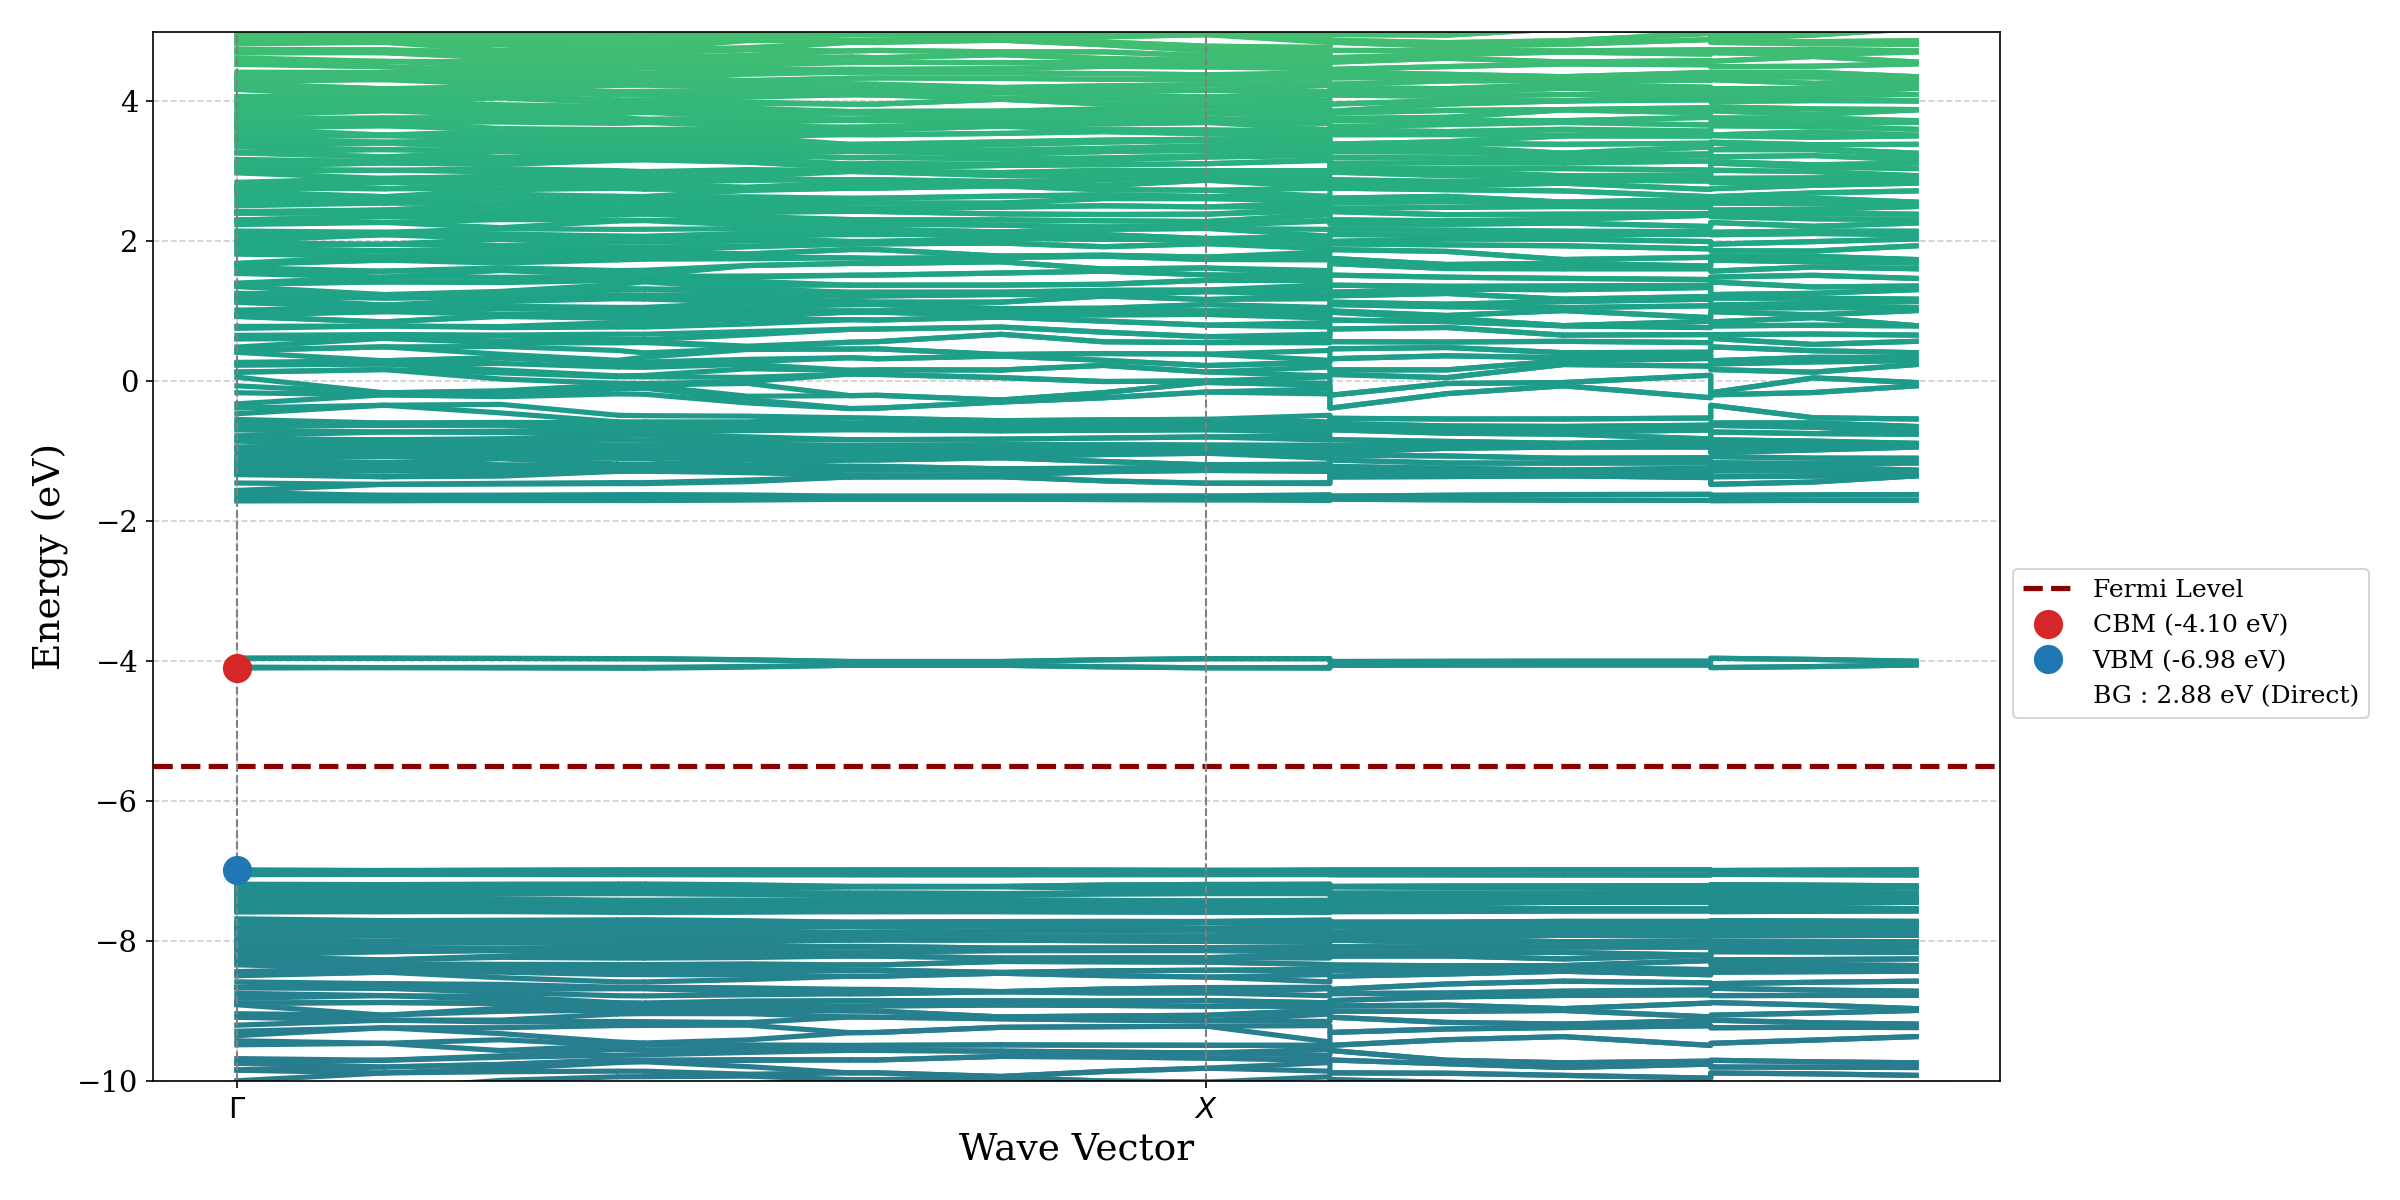 4
2
0
−2
−4
−6
−8
−10
Energy (eV)
Γ
X
Wave Vector
Fermi Level
CBM (-4.10 eV)
VBM (-6.98 eV)
BG : 2.88 eV (Direct)